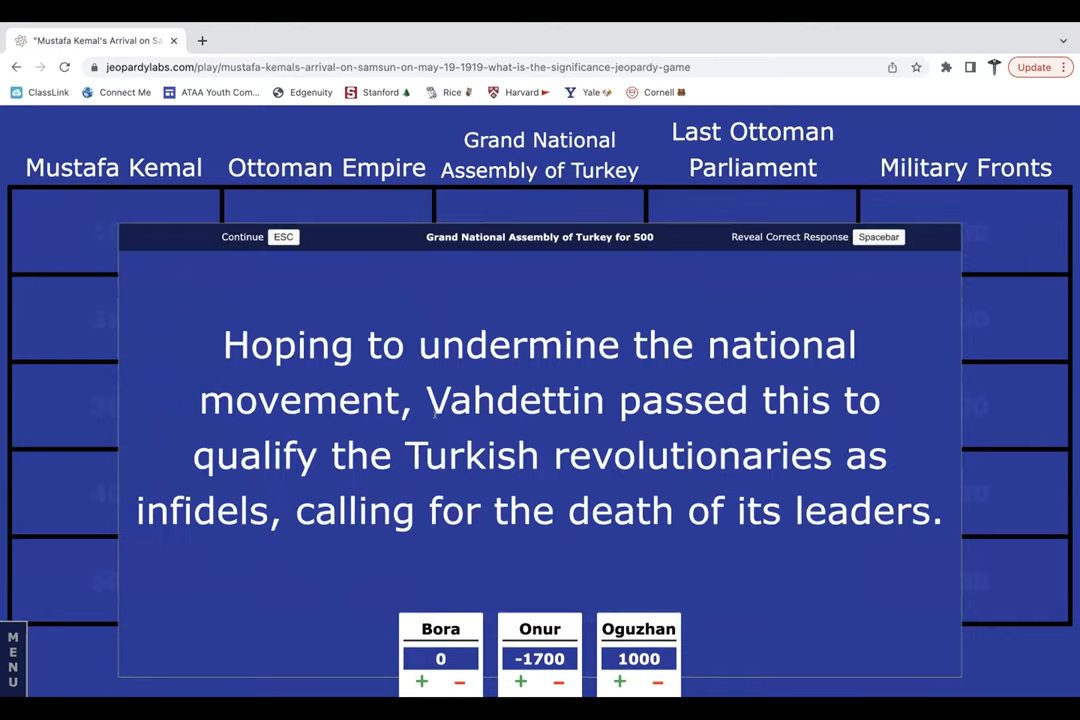 "Mustafa Kemal's Arrival on Sa
jeopardylabs.com/play/mustafa-kemals-arrival-on-samsun-on-may-19-1919-what-is-the-significance-jeopardy-game
Update
ClassLink
Connect Me
ATAA Youth Com...
Edgenuity
Stanford
Rice
Harvard
Yale
Cornell
Mustafa Kemal
Ottoman Empire
Grand National
Assembly of Turkey
Last Ottoman
Parliament
Military Fronts
Continue ESC
Grand National Assembly of Turkey for 500
Reveal Correct Response Spacebar
Hoping to undermine the national
movement, Vahdettin passed this to
qualify the Turkish revolutionaries as
infidels, calling for the death of its leaders.
MENU
Bora
0
+ −
Onur
-1700
+ −
Oguzhan
1000
+ −